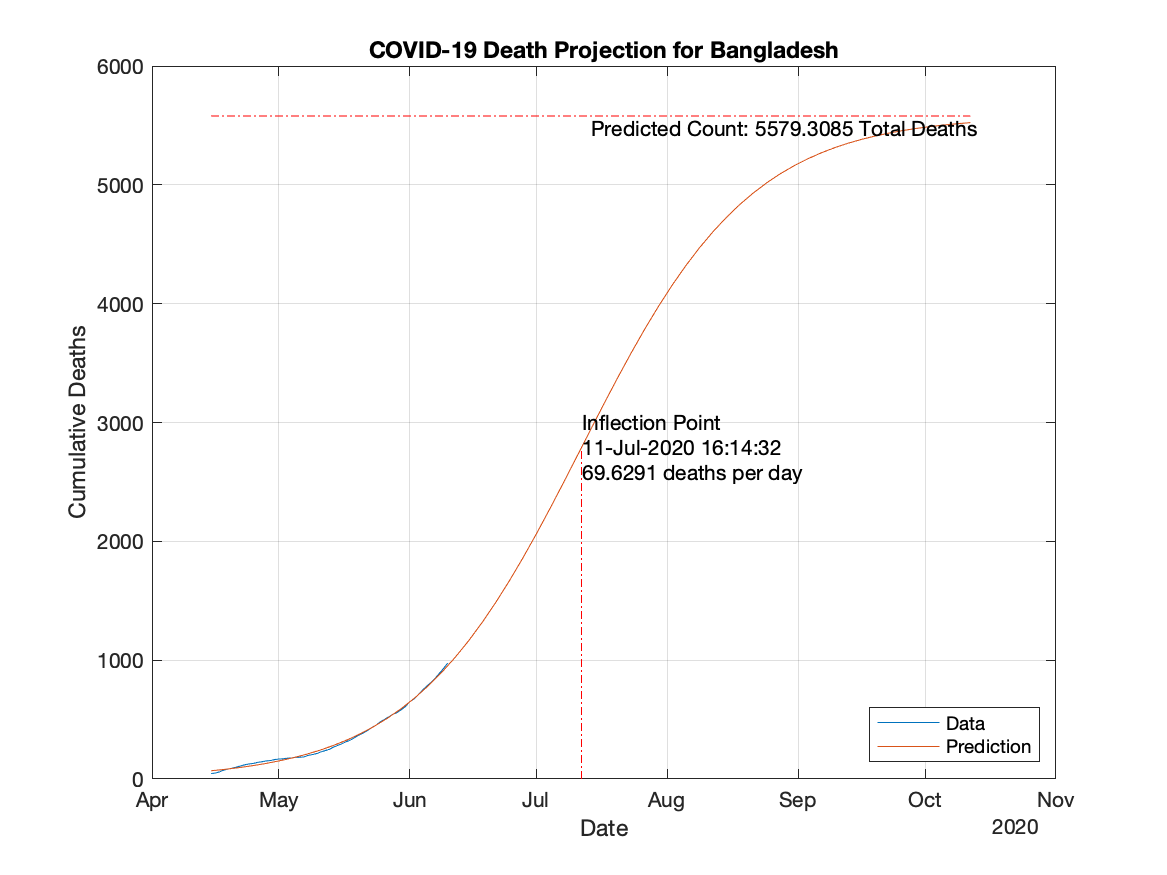 COVID-19 Death Projection for Bangladesh
6000
Predicted Count: 5579.3085 Total Deaths
5000
4000
Cumulative Deaths
3000
Inflection Point
11-Jul-2020 16:14:32
69.6291 deaths per day
2000
1000
Data
Prediction
0
Apr May Jun Jul Aug Sep Oct Nov
Date
2020